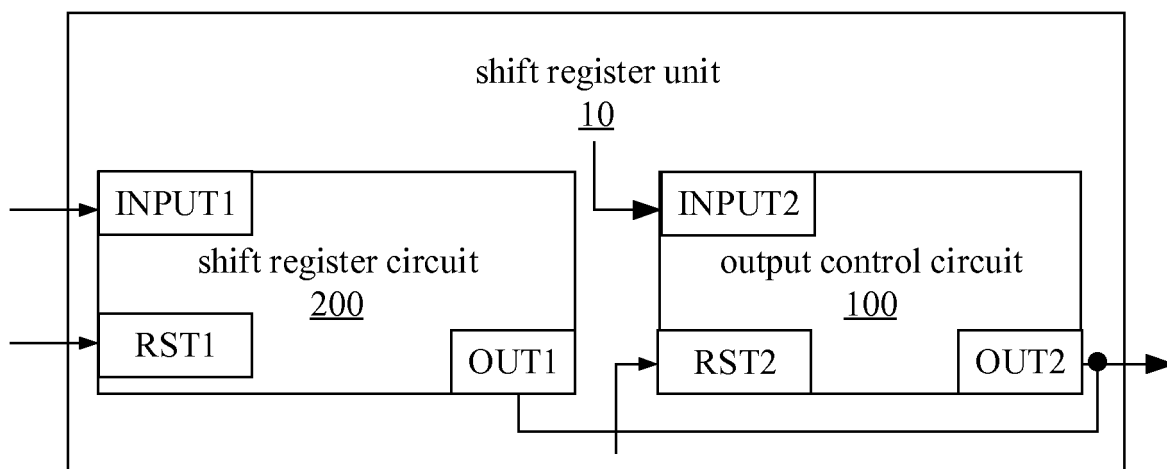 shift register unit
10
INPUT1
INPUT2
shift register circuit
200
output control circuit
100
RST1
OUT1
RST2
OUT2